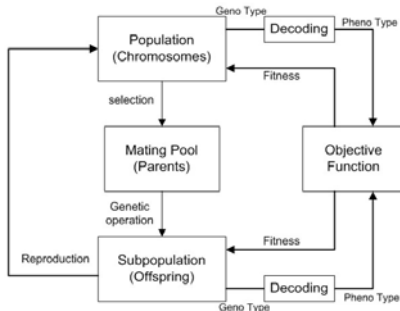 Geno Type
Decoding
Pheno Type
Population
(Chromosomes)
Fitness
selection
Mating Pool
(Parents)
Objective
Function
Genetic
operation
Fitness
Reproduction
Subpopulation
(Offspring)
Decoding
Geno Type
Pheno Type